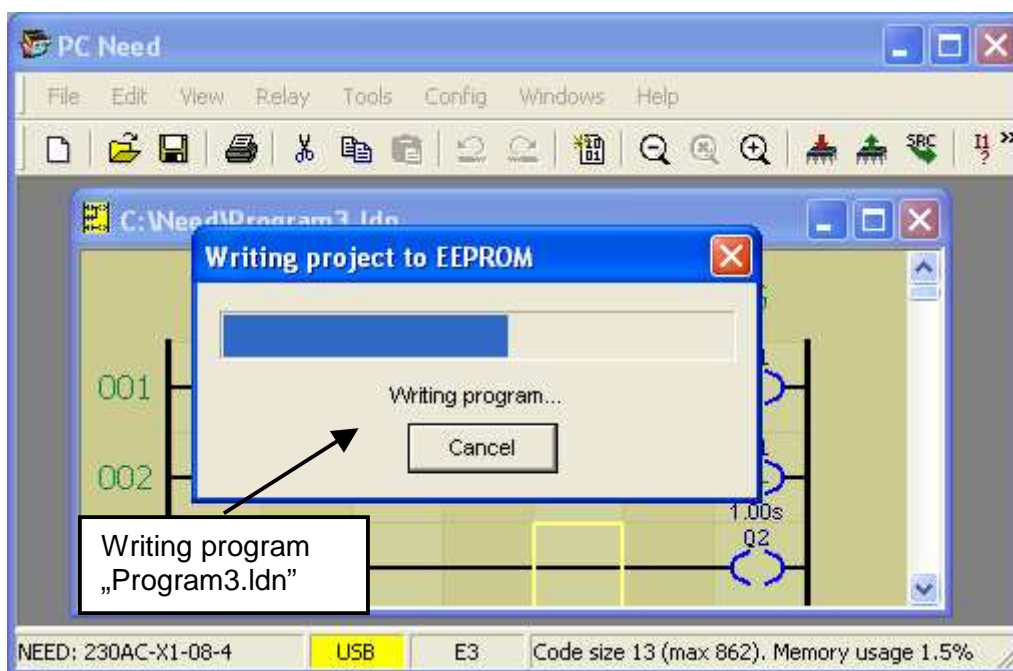 PC Need
File Edit View Relay Tools Config Windows Help
SRC I1 ? »
C:\Need\Program3.ldn
Writing project to EEPROM
001
Writing program...
Cancel
002
1.00s
Writing program
„Program3.ldn”
Q2
NEED: 230AC-X1-08-4 USB E3 Code size 13 (max 862). Memory usage 1.5%